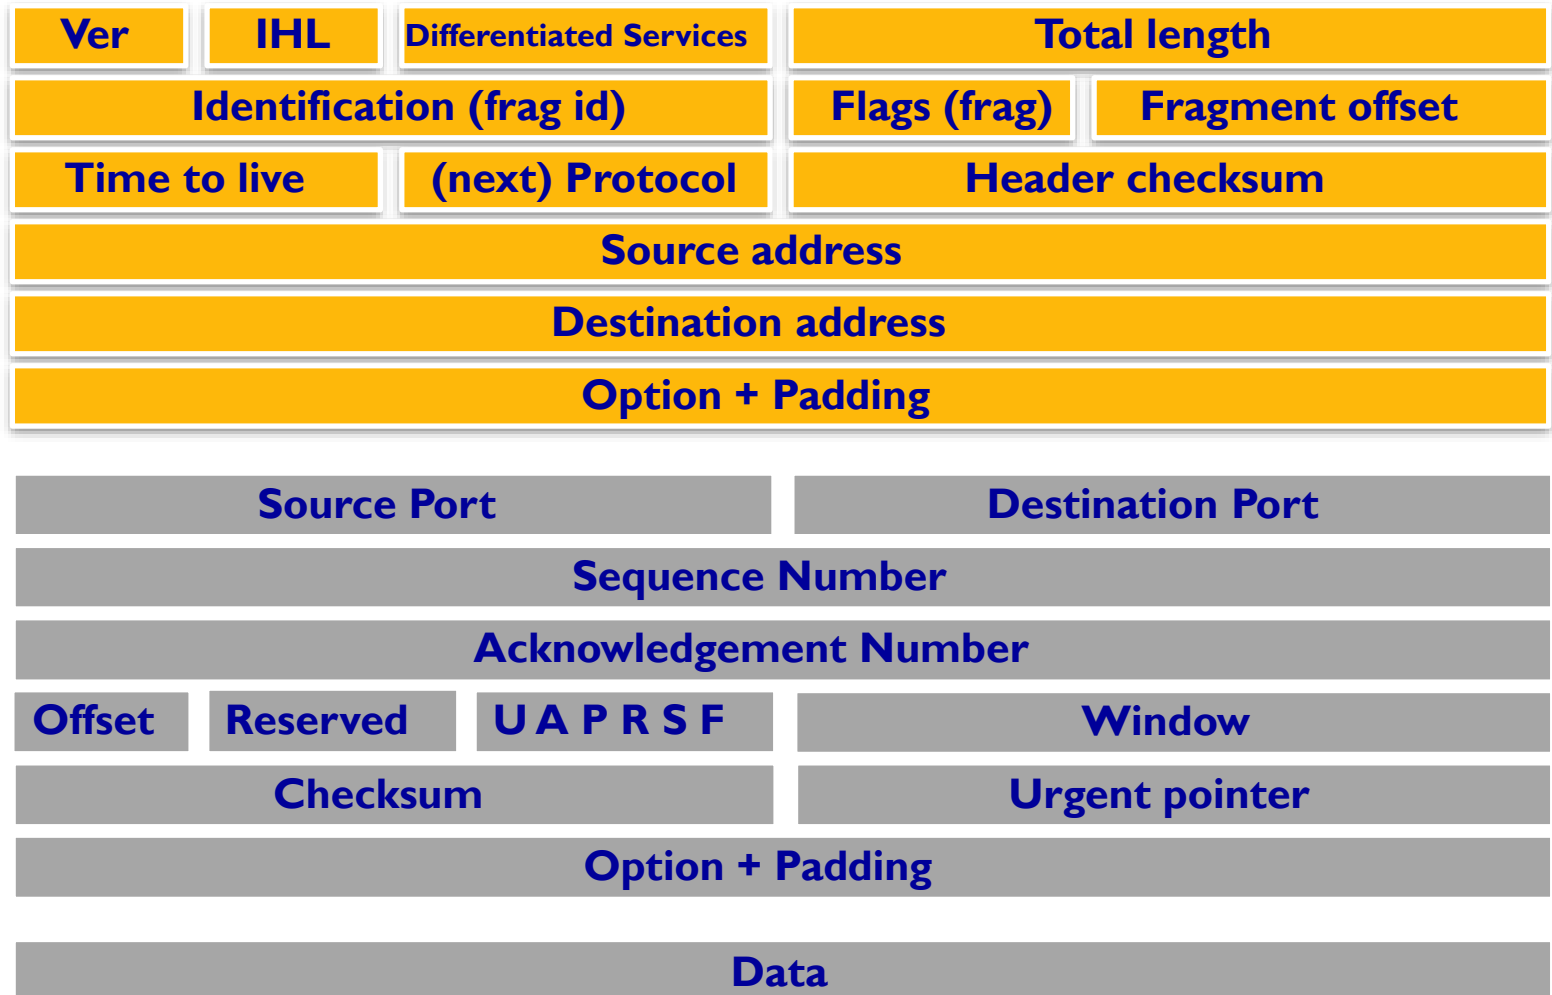 Ver IHL Differentiated Services Total length
Identification (frag id) Flags (frag) Fragment offset
Time to live (next) Protocol Header checksum
Source address
Destination address
Option + Padding
Source Port Destination Port
Sequence Number
Acknowledgement Number
Offset Reserved U A P R S F Window
Checksum Urgent pointer
Option + Padding
Data